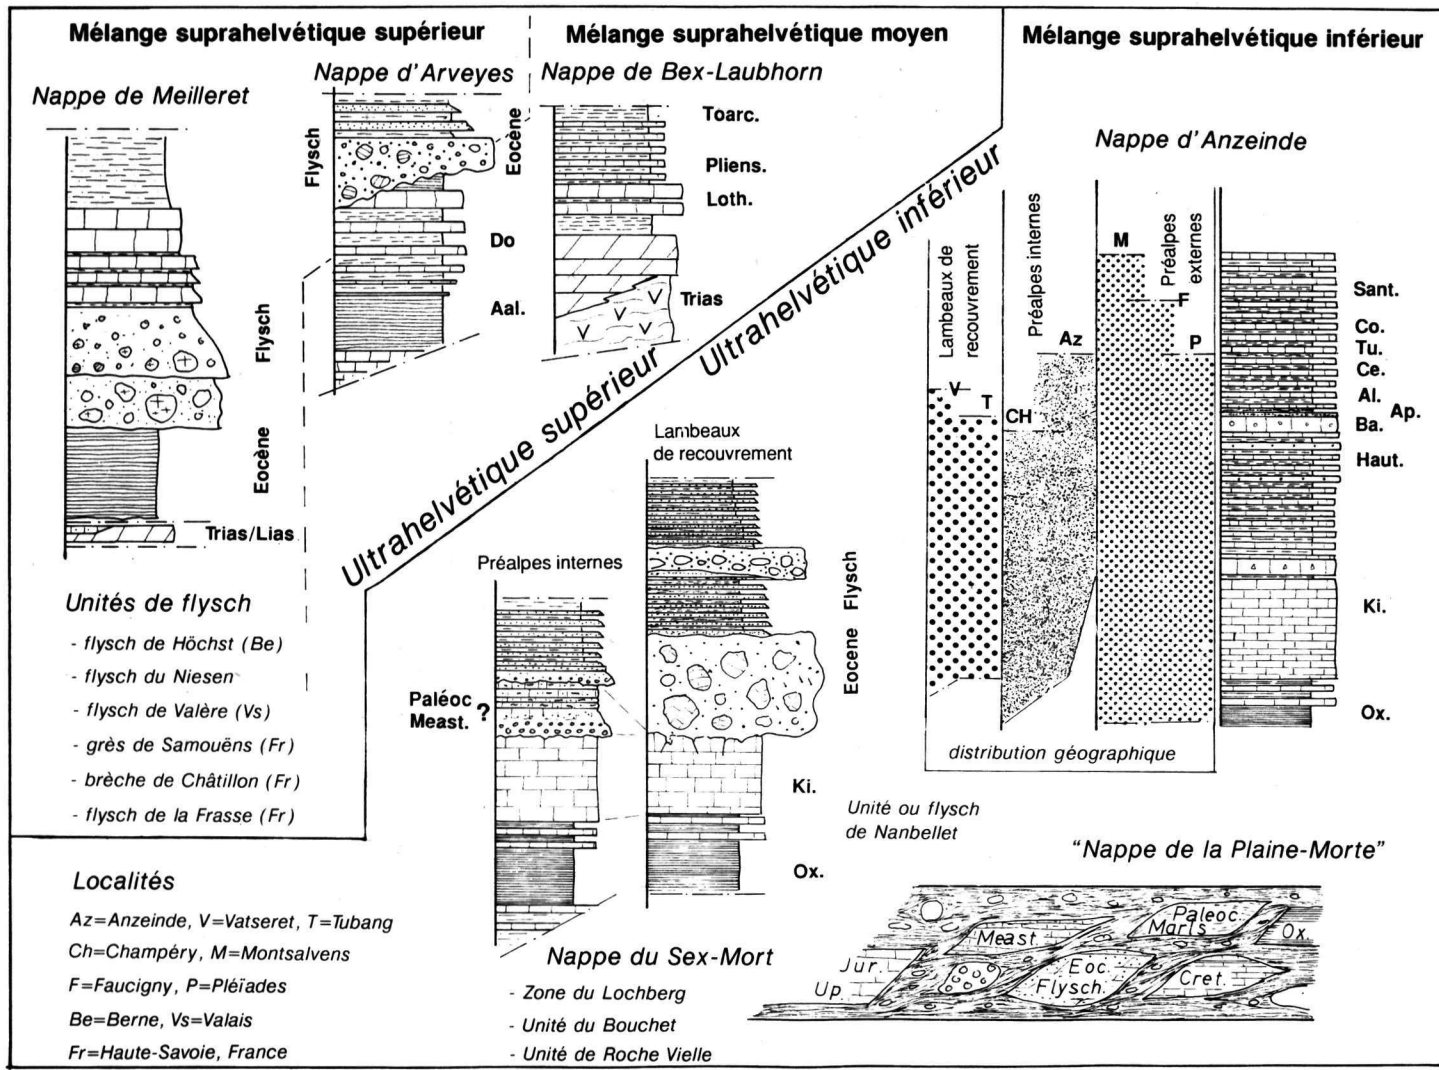 Mélange suprahelvétique supérieur
Mélange suprahelvétique moyen
Mélange suprahelvétique inférieur
Nappe de Meilleret
Nappe d'Arveyes
Nappe de Bex-Laubhorn
Nappe d'Anzeinde
Flysch
Eocène
Trias/Lias
Flysch
Eocène
Do
Aal.
Toarc.
Pliens.
Loth.
Trias
Ultrahelvétique supérieur
Ultrahelvétique inférieur
Unités de flysch
- flysch de Höchst (Be)
- flysch du Niesen
- flysch de Valère (Vs)
- grès de Samouëns (Fr)
- brèche de Châtillon (Fr)
- flysch de la Frasse (Fr)
Localités
Az=Anzeinde, V=Vatseret, T=Tubang
Ch=Champéry, M=Montsalvens
F=Faucigny, P=Pléïades
Be=Berne, Vs=Valais
Fr=Haute-Savoie, France
Préalpes internes
Lambeaux
de recouvrement
Paléoc
Meast. ?
Eocene Flysch
Ki.
Ox.
Nappe du Sex-Mort
- Zone du Lochberg
- Unité du Bouchet
- Unité de Roche Vielle
Lambeaux de
recouvrement
Préalpes internes
Préalpes
externes
V
T
CH
Az
M
F
P
distribution géographique
Sant.
Co.
Tu.
Ce.
Al.
Ap.
Ba.
Haut.
Ki.
Ox.
Unité ou flysch
de Nanbellet
"Nappe de la Plaine-Morte"
Meast.
Paleoc.
Marls
Ox.
Jur.
Up.
Eoc.
Flysch.
Cret.